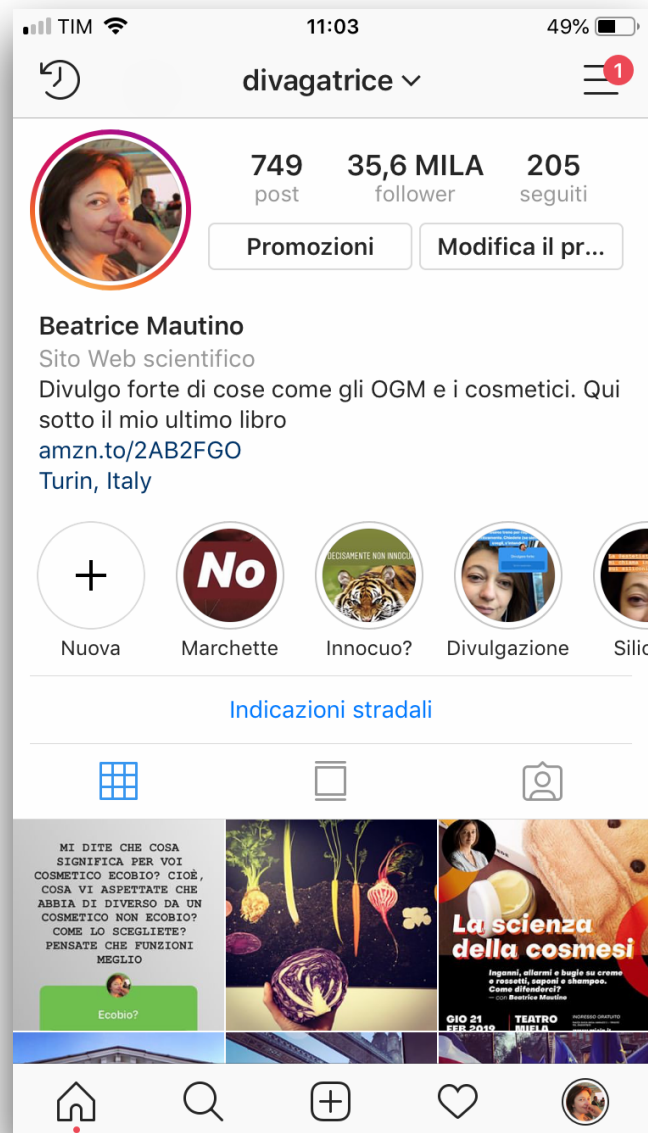 TIM 11:03 49%
divagatrice
1
749 35,6 MILA 205
post follower seguiti
Promozioni Modifica il pr...
Beatrice Mautino
Sito Web scientifico
Divulgo forte di cose come gli OGM e i cosmetici. Qui
sotto il mio ultimo libro
amzn.to/2AB2FGO
Turin, Italy
No
DECISAMENTE NON INNOCU
Nuova Marchette Innocuo? Divulgazione Silic
Indicazioni stradali
MI DITE CHE COSA
SIGNIFICA PER VOI
COSMETICO ECOBIO? CIOÈ,
COSA VI ASPETTATE CHE
ABBIA DI DIVERSO DA UN
COSMETICO NON ECOBIO?
COME LO SCEGLIETE?
PENSATE CHE FUNZIONI
MEGLIO
Ecobio?
La scienza
della cosmesi
Inganni, allarmi e bugie su creme
e rossetti, saponi e shampoo.
Come difenderci?
— con Beatrice Mautino
GIO 21
FEB 2019
TEATRO
MIELA
INGRESSO GRATUITO